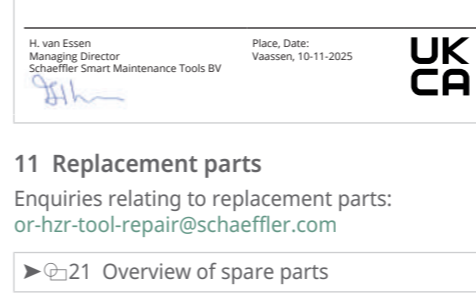 H. van Essen
Managing Director
Schaeffler Smart Maintenance Tools BV
Place, Date:
Vaassen, 10-11-2025
UK
CA
11 Replacement parts
Enquiries relating to replacement parts:
or-hzr-tool-repair@schaeffler.com
➤21 Overview of spare parts